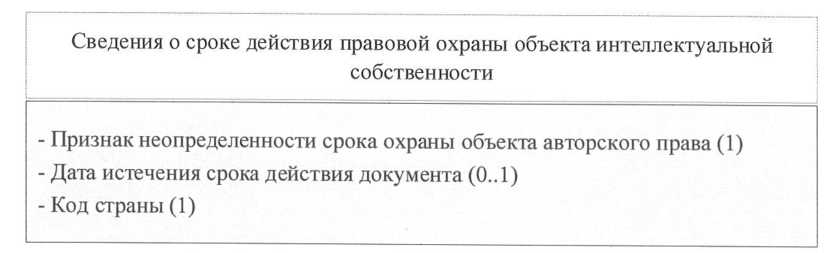 Сведения о сроке действия правовой охраны объекта интеллектуальной
собственности
- Признак неопределенности срока охраны объекта авторского права (1)
- Дата истечения срока действия документа (0..1)
- Код страны (1)